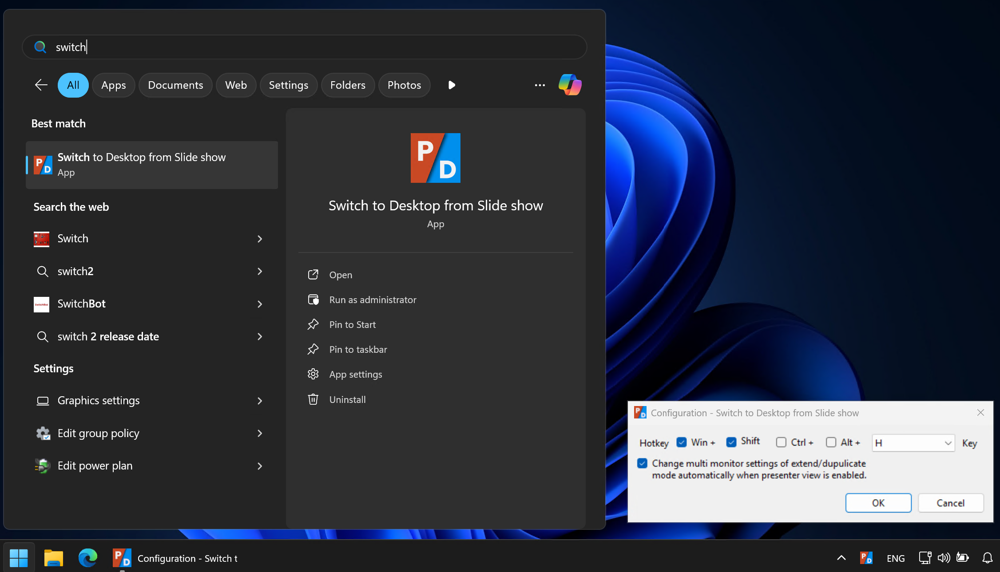 switch
All Apps Documents Web Settings Folders Photos
Best match
P D
Switch to Desktop from Slide show
App
Search the web
Switch
switch2
SwitchBot
SwitchBot
switch 2 release date
Settings
Graphics settings
Edit group policy
Edit power plan
P D
Switch to Desktop from Slide show
App
Open
Run as administrator
Pin to Start
Pin to taskbar
App settings
Uninstall
P D Configuration - Switch to Desktop from Slide show
Hotkey Win + Shift Ctrl + Alt + H Key
Change multi monitor settings of extend/dupulicate
mode automatically when presenter view is enabled.
OK Cancel
P D Configuration - Switch t
P D ENG